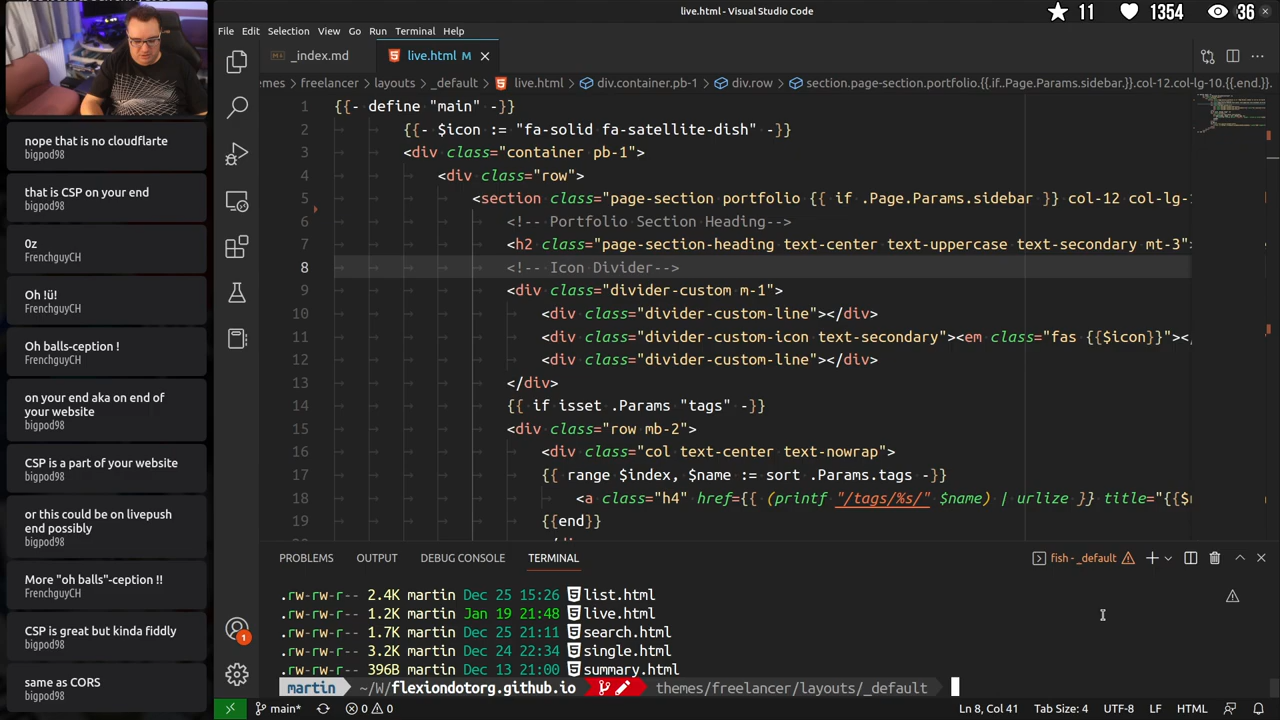 live.html - Visual Studio Code
11 1354 36
File Edit Selection View Go Run Terminal Help
_index.md
live.html M
emes > freelancer > layouts > _default > live.html > div.container.pb-1 > div.row > section.page-section.portfolio.{{.if..Page.Params.sidebar.}}.col-12.col-lg-10.{{.end.}}.
nope that is no cloudflarte
bigpod98
that is CSP on your end
bigpod98
0z
FrenchguyCH
Oh !ü!
FrenchguyCH
Oh balls-ception !
FrenchguyCH
on your end aka on end of
your website
bigpod98
CSP is a part of your website
bigpod98
or this could be on livepush
end possibly
bigpod98
More "oh balls"-ception !!
FrenchguyCH
CSP is great but kinda fiddly
bigpod98
same as CORS
bigpod98
1 {{- define "main" -}}
2 {{- $icon := "fa-solid fa-satellite-dish" -}}
3 <div class="container pb-1">
4 <div class="row">
5 <section class="page-section portfolio {{ if .Page.Params.sidebar }} col-12 col-lg-1
6 <!-- Portfolio Section Heading-->
7 <h2 class="page-section-heading text-center text-uppercase text-secondary mt-3"
8 <!-- Icon Divider-->
9 <div class="divider-custom m-1">
10 <div class="divider-custom-line"></div>
11 <div class="divider-custom-icon text-secondary"><em class="fas {{$icon}}"></
12 <div class="divider-custom-line"></div>
13 </div>
14 {{ if isset .Params "tags" -}}
15 <div class="row mb-2">
16 <div class="col text-center text-nowrap">
17 {{ range $index, $name := sort .Params.tags -}}
18 <a class="h4" href={{ (printf "/tags/%s/" $name) | urlize }} title="{{$n
19 {{end}}
PROBLEMS OUTPUT DEBUG CONSOLE TERMINAL
fish - _default
.rw-rw-r-- 2.4K martin Dec 25 15:26 list.html
.rw-rw-r-- 1.2K martin Jan 19 21:48 live.html
.rw-rw-r-- 1.7K martin Dec 25 21:11 search.html
.rw-rw-r-- 3.2K martin Dec 24 22:34 single.html
.rw-rw-r-- 396B martin Dec 13 21:00 summary.html
martin ~/W/flexiondotorg.github.io themes/freelancer/layouts/_default
1
main* 0 0 Ln 8, Col 41 Tab Size: 4 UTF-8 LF HTML